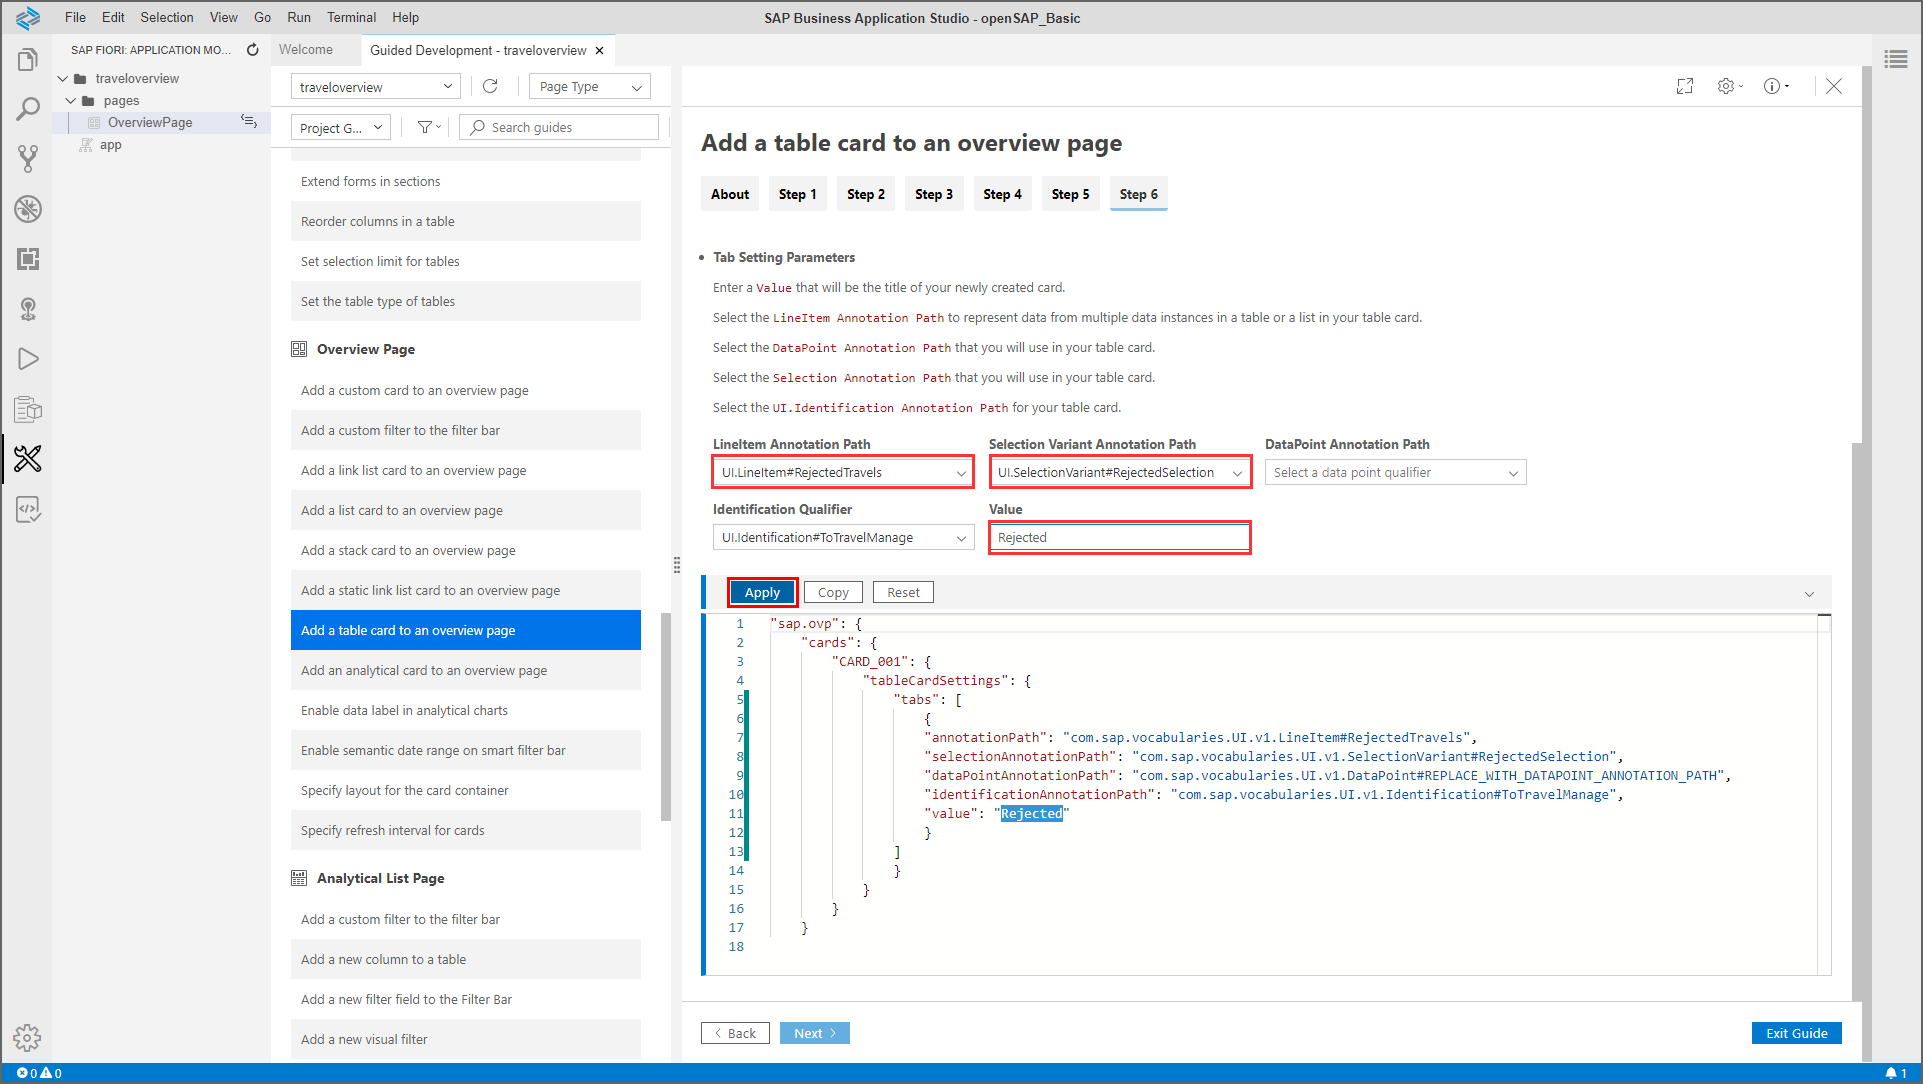 File Edit Selection View Go Run Terminal Help
SAP Business Application Studio - openSAP_Basic
SAP FIORI: APPLICATION MO...
traveloverview
pages
OverviewPage
app
Welcome
Guided Development - traveloverview
traveloverview
Page Type
Project G...
Search guides
Extend forms in sections
Reorder columns in a table
Set selection limit for tables
Set the table type of tables
Overview Page
Add a custom card to an overview page
Add a custom filter to the filter bar
Add a link list card to an overview page
Add a list card to an overview page
Add a stack card to an overview page
Add a static link list card to an overview page
Add a table card to an overview page
Add an analytical card to an overview page
Enable data label in analytical charts
Enable semantic date range on smart filter bar
Specify layout for the card container
Specify refresh interval for cards
Analytical List Page
Add a custom filter to the filter bar
Add a new column to a table
Add a new filter field to the Filter Bar
Add a new visual filter
Add a table card to an overview page
About Step 1 Step 2 Step 3 Step 4 Step 5 Step 6
• Tab Setting Parameters
Enter a Value that will be the title of your newly created card.
Select the LineItem Annotation Path to represent data from multiple data instances in a table or a list in your table card.
Select the DataPoint Annotation Path that you will use in your table card.
Select the Selection Annotation Path that you will use in your table card.
Select the UI.Identification Annotation Path for your table card.
LineItem Annotation Path Selection Variant Annotation Path DataPoint Annotation Path
UI.LineItem#RejectedTravels UI.SelectionVariant#RejectedSelection Select a data point qualifier
Identification Qualifier Value
UI.Identification#ToTravelManage Rejected
Apply Copy Reset
1 "sap.ovp": {
2 "cards": {
3 "CARD_001": {
4 "tableCardSettings": {
5 "tabs": [
6 {
7 "annotationPath": "com.sap.vocabularies.UI.v1.LineItem#RejectedTravels",
8 "selectionAnnotationPath": "com.sap.vocabularies.UI.v1.SelectionVariant#RejectedSelection",
9 "dataPointAnnotationPath": "com.sap.vocabularies.UI.v1.DataPoint#REPLACE_WITH_DATAPOINT_ANNOTATION_PATH",
10 "identificationAnnotationPath": "com.sap.vocabularies.UI.v1.Identification#ToTravelManage",
11 "value": "Rejected"
12 }
13 ]
14 }
15 }
16 }
17 }
18
Back Next Exit Guide
0 0 1